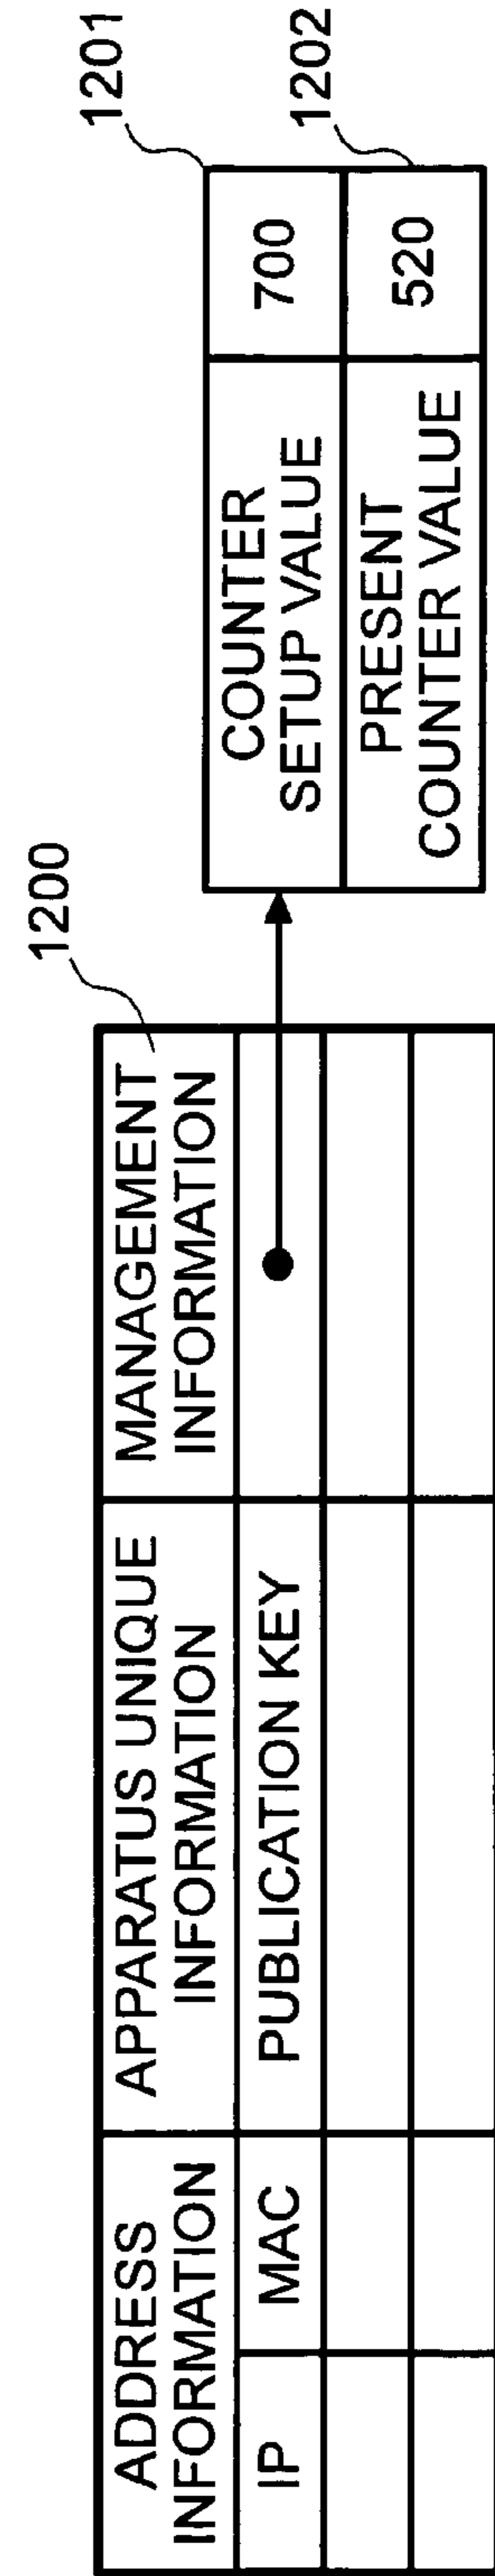 1200
1201
1202
ADDRESS
INFORMATION
APPARATUS UNIQUE
INFORMATION
MANAGEMENT
INFORMATION
IP
MAC
PUBLICATION KEY
COUNTER
SETUP VALUE
700
PRESENT
COUNTER VALUE
520